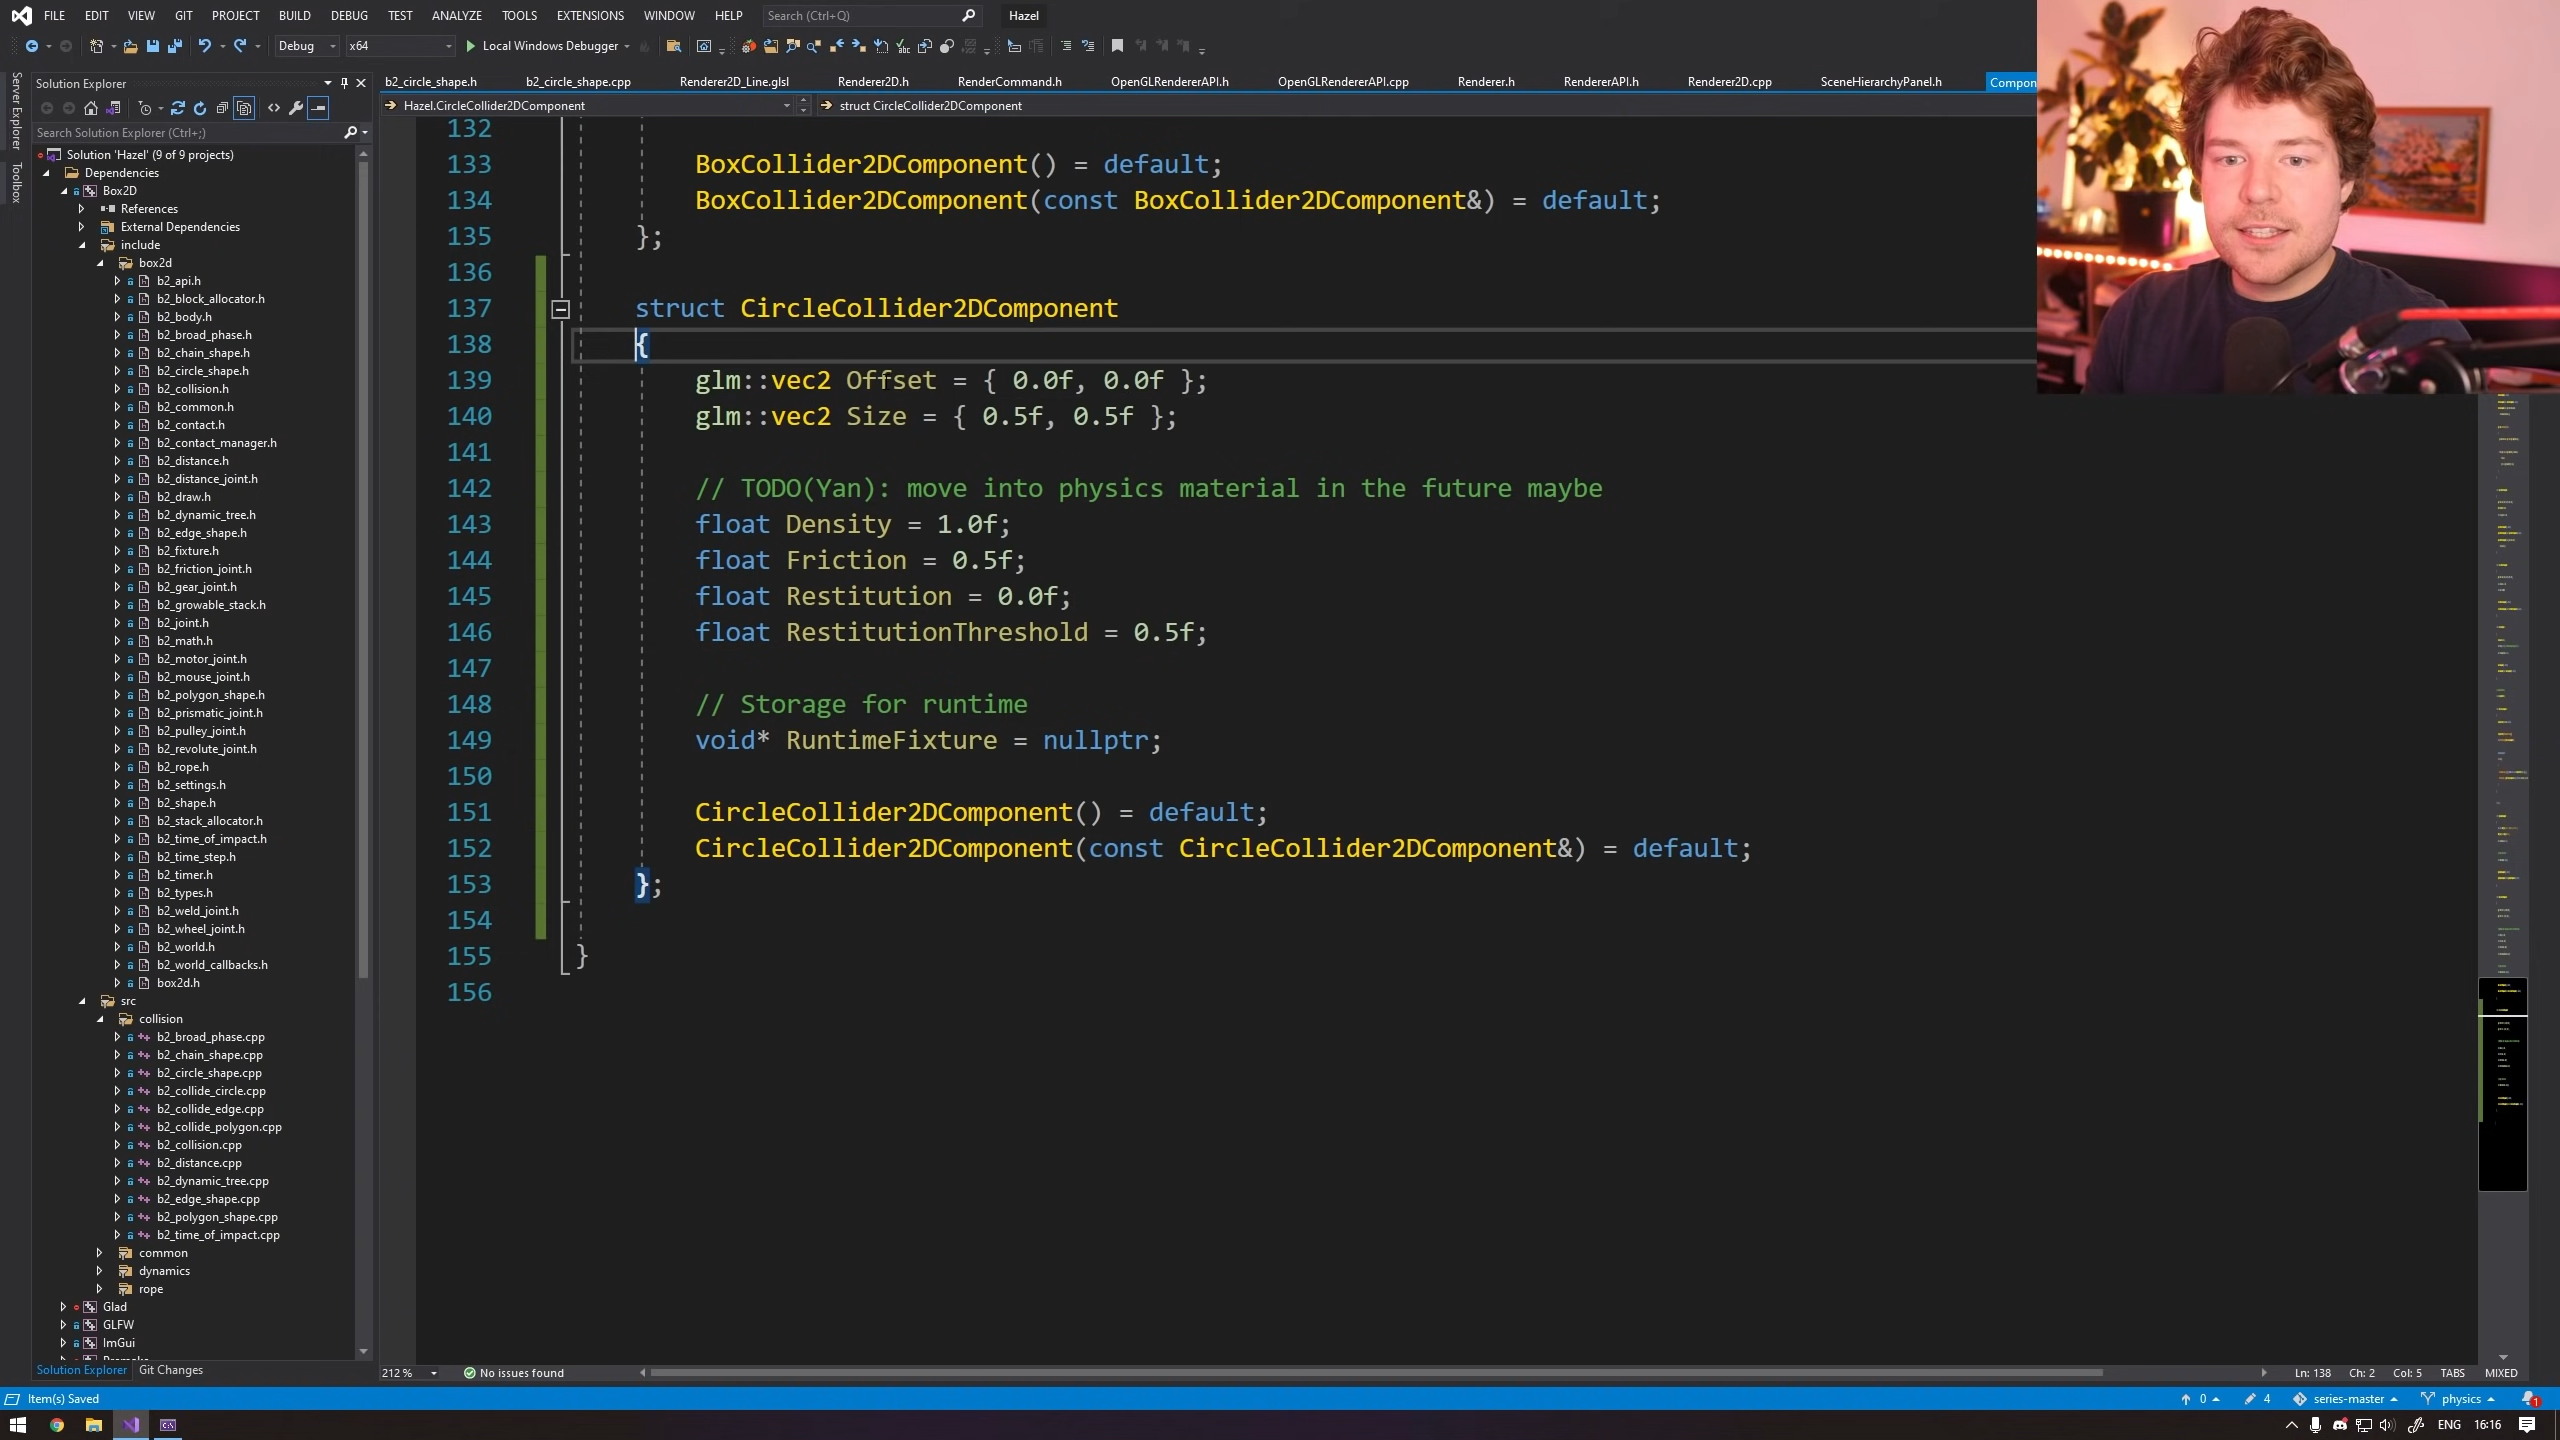 FILE EDIT VIEW GIT PROJECT BUILD DEBUG TEST ANALYZE TOOLS EXTENSIONS WINDOW HELP Search (Ctrl+Q) Hazel
Debug x64 Local Windows Debugger
Server Explorer
Toolbox
Solution Explorer
Search Solution Explorer (Ctrl+;)
Solution 'Hazel' (9 of 9 projects)
Dependencies
Box2D
References
External Dependencies
include
box2d
b2_api.h
b2_block_allocator.h
b2_body.h
b2_broad_phase.h
b2_chain_shape.h
b2_circle_shape.h
b2_collision.h
b2_common.h
b2_contact.h
b2_contact_manager.h
b2_distance.h
b2_distance_joint.h
b2_draw.h
b2_dynamic_tree.h
b2_edge_shape.h
b2_fixture.h
b2_friction_joint.h
b2_gear_joint.h
b2_growable_stack.h
b2_joint.h
b2_math.h
b2_motor_joint.h
b2_mouse_joint.h
b2_polygon_shape.h
b2_prismatic_joint.h
b2_pulley_joint.h
b2_revolute_joint.h
b2_rope.h
b2_settings.h
b2_shape.h
b2_stack_allocator.h
b2_time_of_impact.h
b2_time_step.h
b2_timer.h
b2_types.h
b2_weld_joint.h
b2_wheel_joint.h
b2_world.h
b2_world_callbacks.h
box2d.h
src
collision
b2_broad_phase.cpp
b2_chain_shape.cpp
b2_circle_shape.cpp
b2_collide_circle.cpp
b2_collide_edge.cpp
b2_collide_polygon.cpp
b2_collision.cpp
b2_distance.cpp
b2_dynamic_tree.cpp
b2_edge_shape.cpp
b2_polygon_shape.cpp
b2_time_of_impact.cpp
common
dynamics
rope
Glad
GLFW
ImGui
Solution Explorer Git Changes
b2_circle_shape.h b2_circle_shape.cpp Renderer2D_Line.glsl Renderer2D.h RenderCommand.h OpenGLRendererAPI.h OpenGLRendererAPI.cpp Renderer.h RendererAPI.h Renderer2D.cpp SceneHierarchyPanel.h Compon
Hazel.CircleCollider2DComponent struct CircleCollider2DComponent
132
133 BoxCollider2DComponent() = default;
134 BoxCollider2DComponent(const BoxCollider2DComponent&) = default;
135 };
136
137 struct CircleCollider2DComponent
138 {
139 glm::vec2 Offset = { 0.0f, 0.0f };
140 glm::vec2 Size = { 0.5f, 0.5f };
141
142 // TODO(Yan): move into physics material in the future maybe
143 float Density = 1.0f;
144 float Friction = 0.5f;
145 float Restitution = 0.0f;
146 float RestitutionThreshold = 0.5f;
147
148 // Storage for runtime
149 void* RuntimeFixture = nullptr;
150
151 CircleCollider2DComponent() = default;
152 CircleCollider2DComponent(const CircleCollider2DComponent&) = default;
153 };
154
155 }
156
212 % No issues found Ln: 138 Ch: 2 Col: 5 TABS MIXED
Item(s) Saved 0 4 series-master physics 1
ENG 16:16